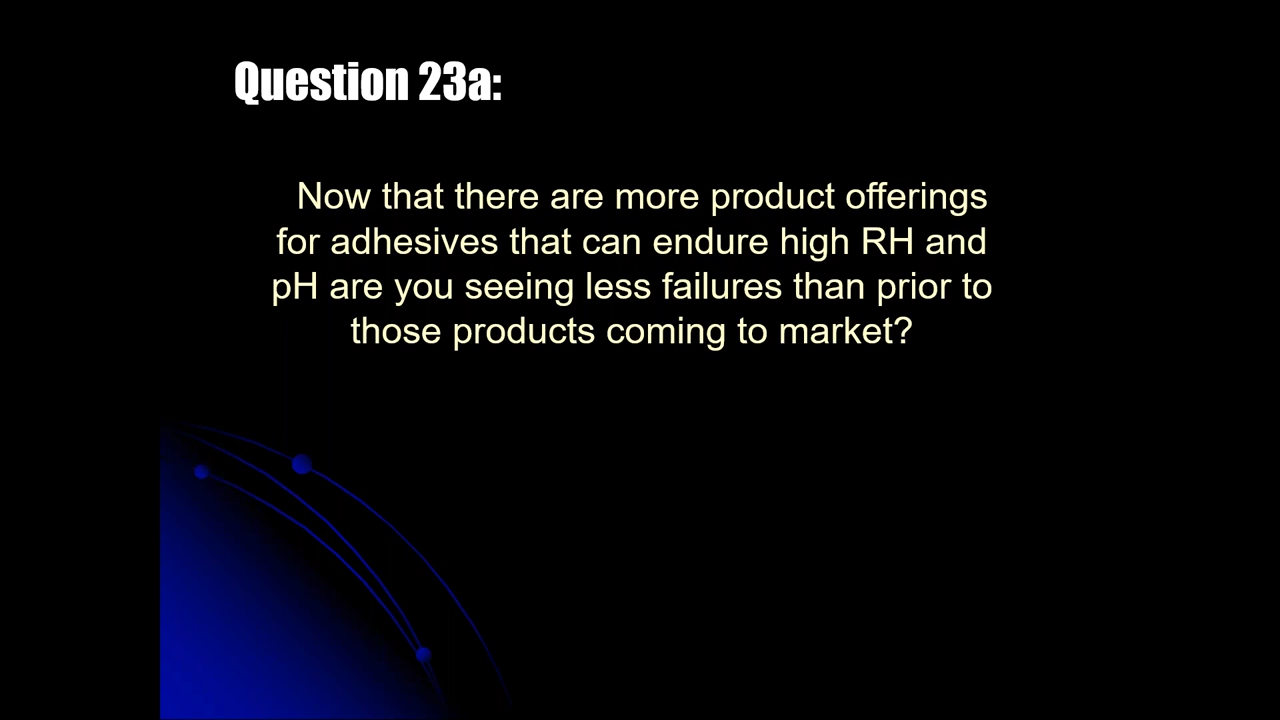 Question 23a:
Now that there are more product offerings
for adhesives that can endure high RH and
pH are you seeing less failures than prior to
those products coming to market?